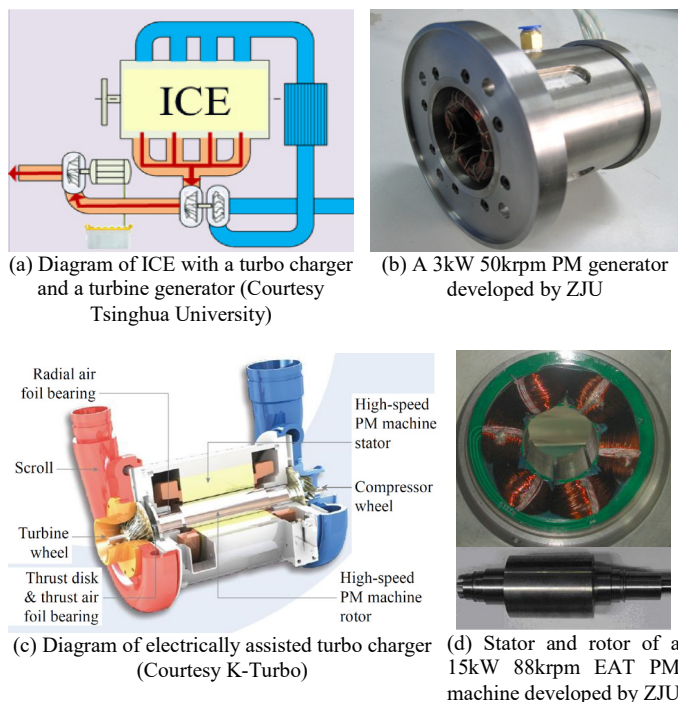 ICE
(a) Diagram of ICE with a turbo charger
and a turbine generator (Courtesy
Tsinghua University)
(b) A 3kW 50krpm PM generator
developed by ZJU
Radial air
foil bearing
Scroll
Turbine
wheel
Thrust disk
& thrust air
foil bearing
High-speed
PM machine
stator
Compressor
wheel
High-speed
PM machine
rotor
(c) Diagram of electrically assisted turbo charger
(Courtesy K-Turbo)
(d) Stator and rotor of a
15kW 88krpm EAT PM
machine developed by ZJU